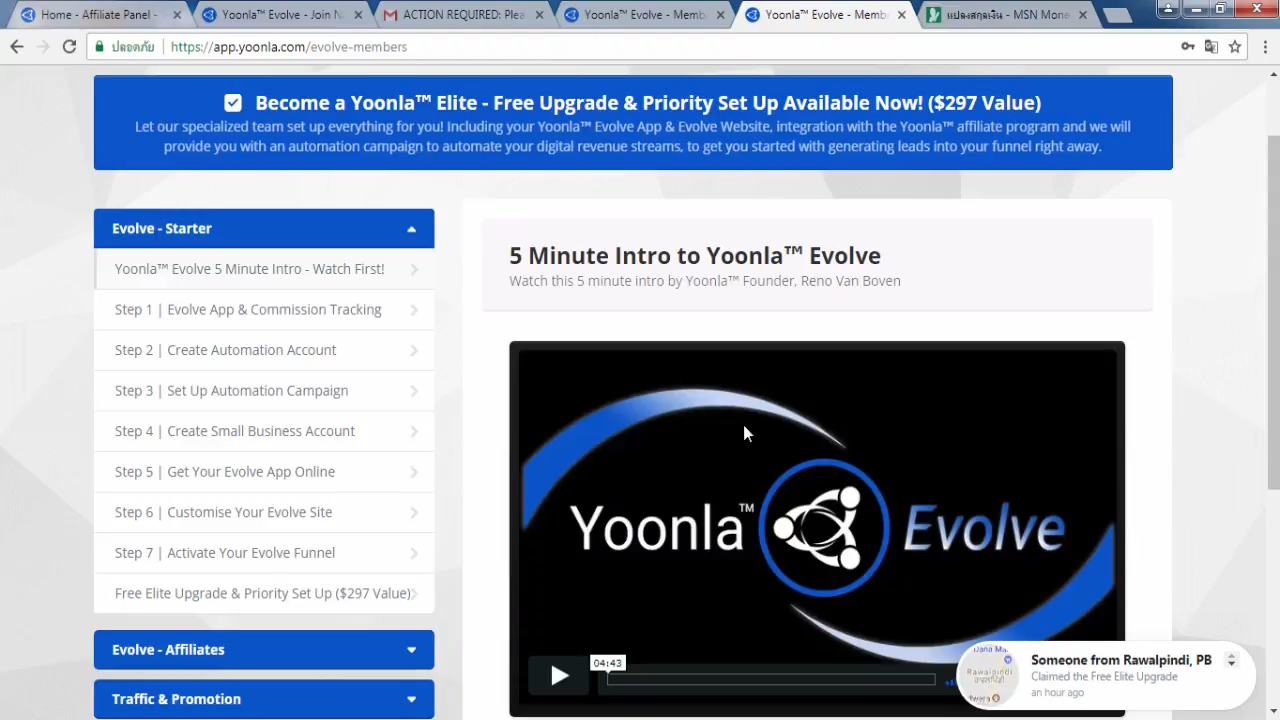 Home - Affiliate Panel -
Yoonla™ Evolve - Join N
ACTION REQUIRED: Plea
Yoonla™ Evolve - Memb
Yoonla™ Evolve - Memb
แปลงสกุลเงิน - MSN Mone
ปลอดภัย https://app.yoonla.com/evolve-members
Become a Yoonla™ Elite - Free Upgrade & Priority Set Up Available Now! ($297 Value)
Let our specialized team set up everything for you! Including your Yoonla™ Evolve App & Evolve Website, integration with the Yoonla™ affiliate program and we will
provide you with an automation campaign to automate your digital revenue streams, to get you started with generating leads into your funnel right away.
Evolve - Starter
Yoonla™ Evolve 5 Minute Intro - Watch First!
Step 1 | Evolve App & Commission Tracking
Step 2 | Create Automation Account
Step 3 | Set Up Automation Campaign
Step 4 | Create Small Business Account
Step 5 | Get Your Evolve App Online
Step 6 | Customise Your Evolve Site
Step 7 | Activate Your Evolve Funnel
Free Elite Upgrade & Priority Set Up ($297 Value)
Evolve - Affiliates
Traffic & Promotion
5 Minute Intro to Yoonla™ Evolve
Watch this 5 minute intro by Yoonla™ Founder, Reno Van Boven
Yoonla™ Evolve
04:43
Someone from Rawalpindi, PB
Claimed the Free Elite Upgrade
an hour ago